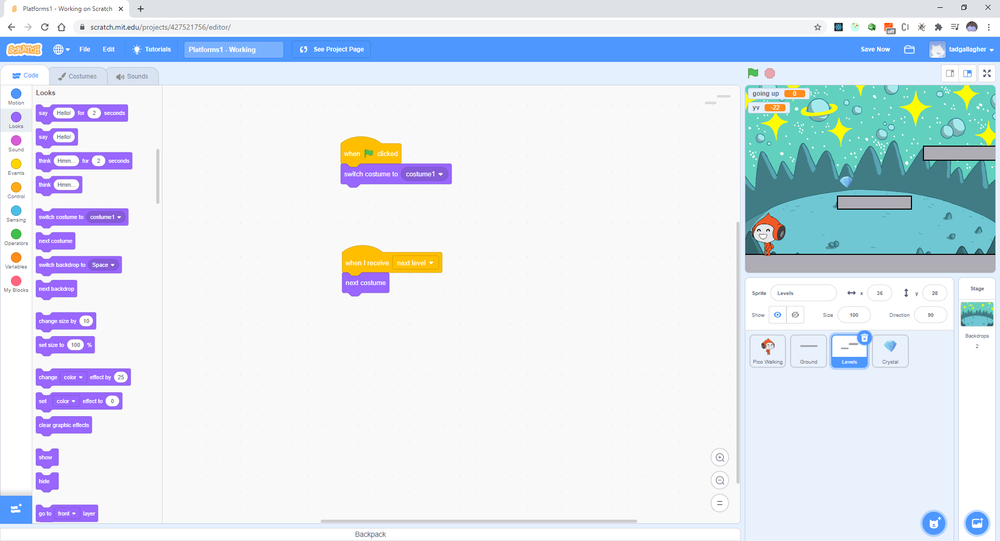 Platforms1 - Working on Scratch
scratch.mit.edu/projects/427521756/editor/
off
SCRATCH File Edit Tutorials Platforms1 - Working See Project Page Save Now tadgallagher
Code Costumes Sounds
Motion
Looks
Sound
Events
Control
Sensing
Operators
Variables
My Blocks
Looks
say Hello! for 2 seconds
say Hello!
think Hmm... for 2 seconds
think Hmm...
switch costume to costume1
next costume
switch backdrop to Space
next backdrop
change size by 10
set size to 100 %
change color effect by 25
set color effect to 0
clear graphic effects
show
hide
go to front layer
when clicked
switch costume to costume1
when I receive next level
next costume
Backpack
going up 0
yv -22
Sprite Levels x 36 y 28
Show Size 100 Direction 90
Pico Walking Ground Levels Crystal
Stage
Backdrops
2